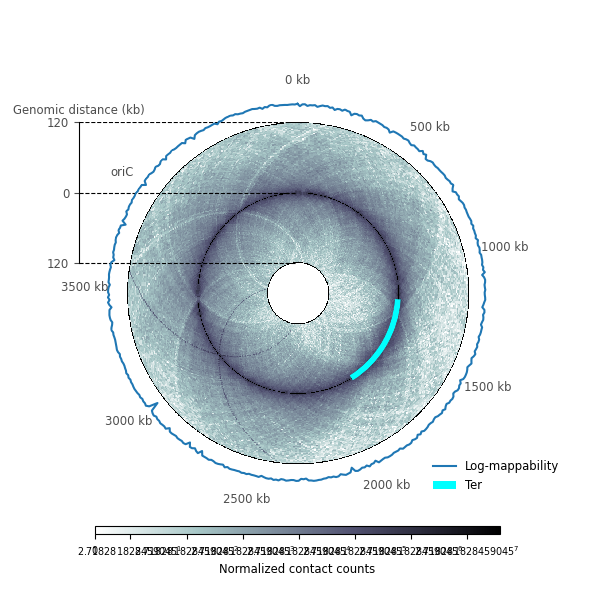 0 kb
Genomic distance (kb)
120
500 kb
oriC
0
1000 kb
120
3500 kb
1500 kb
3000 kb
Log-mappability
2000 kb
Ter
2500 kb
Normalized contact counts